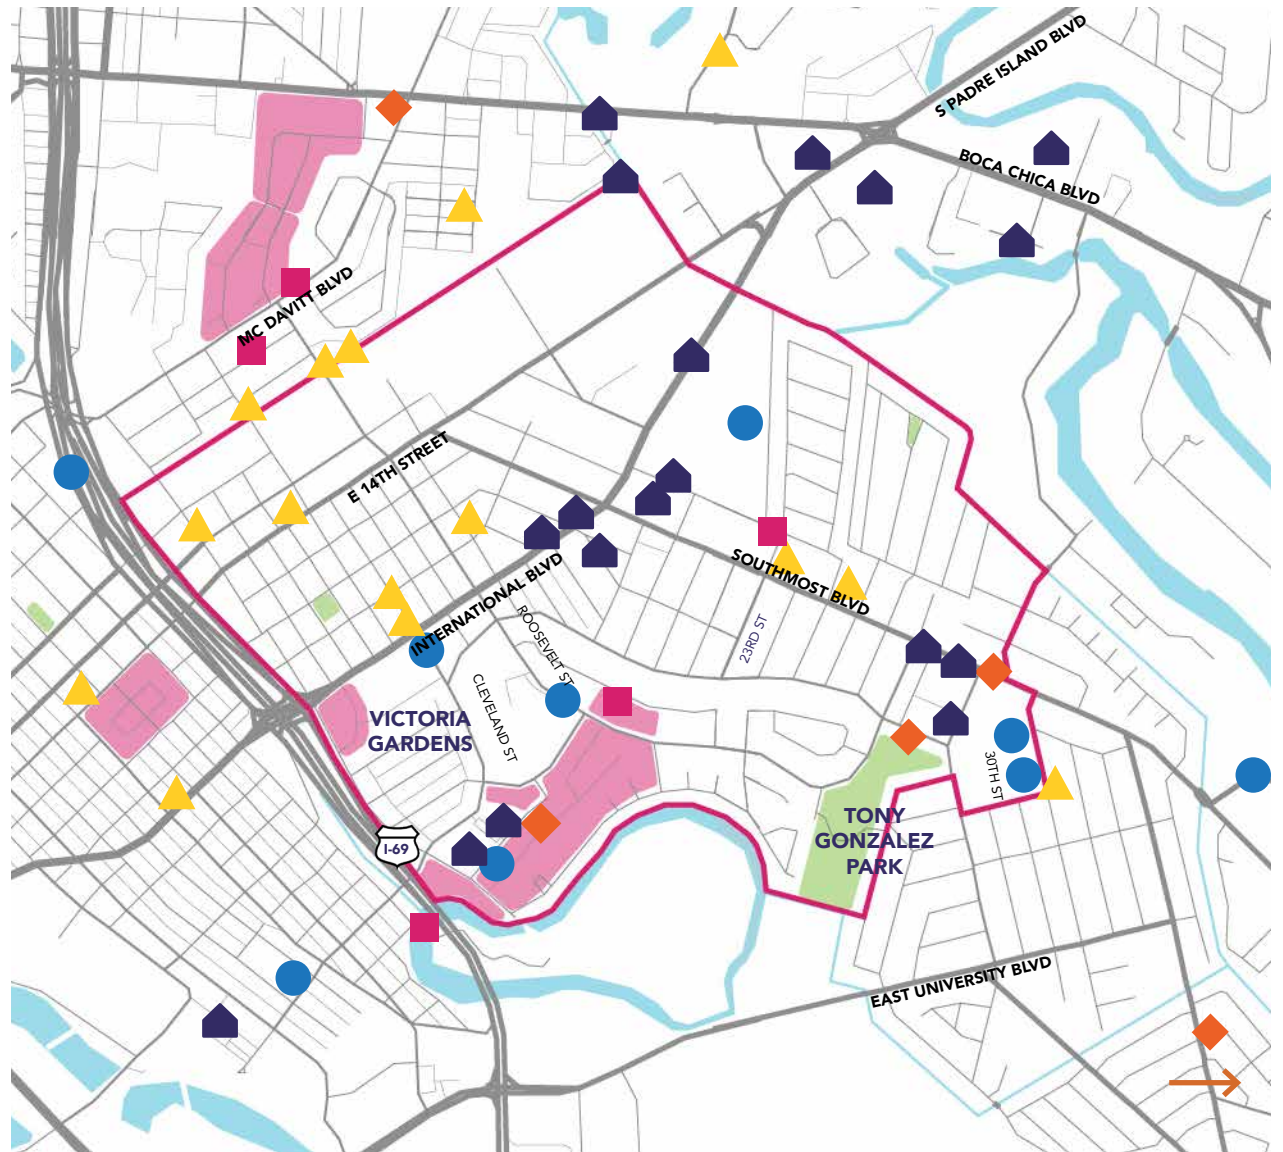 S PADRE ISLAND BLVD
BOCA CHICA BLVD
MC DAVITT BLVD
E 14TH STREET
INTERNATIONAL BLVD
SOUTHMOST BLVD
ROOSEVELT ST
23RD ST
CLEVELAND ST
VICTORIA
GARDENS
30TH ST
TONY
GONZALEZ
PARK
I-69
EAST UNIVERSITY BLVD